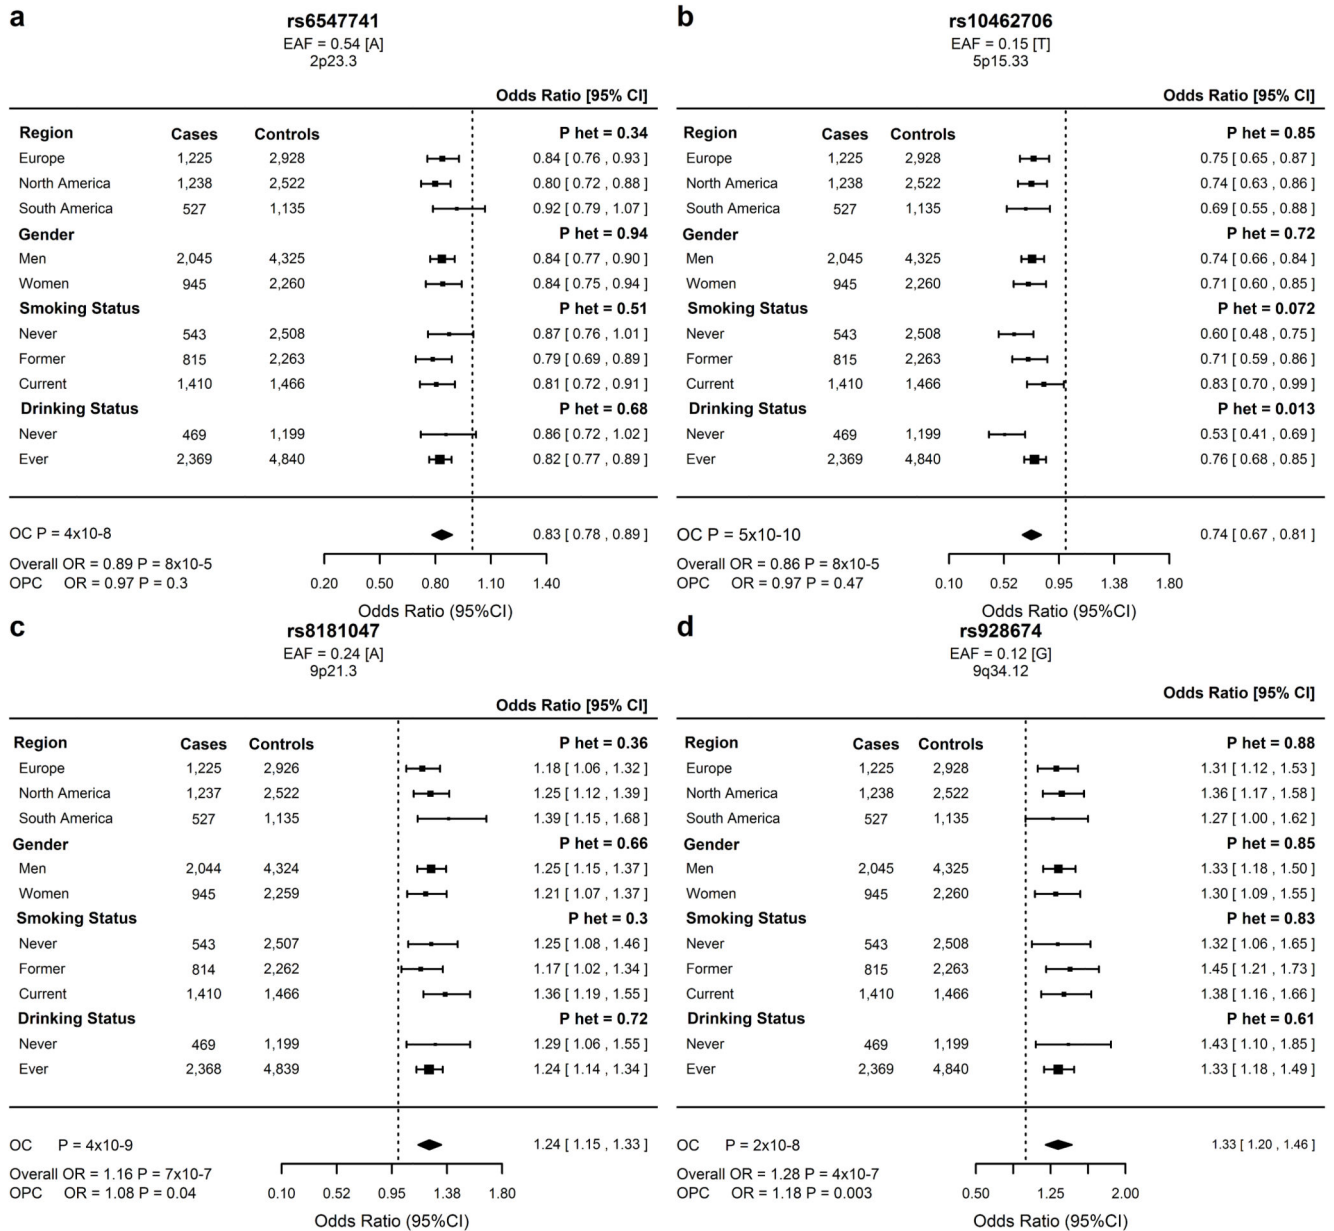 a
rs6547741
EAF = 0.54 [A]
2p23.3
Odds Ratio [95% CI]
Region Cases Controls P het = 0.34
Europe 1,225 2,928 0.84 [ 0.76 , 0.93 ]
North America 1,238 2,522 0.80 [ 0.72 , 0.88 ]
South America 527 1,135 0.92 [ 0.79 , 1.07 ]
Gender P het = 0.94
Men 2,045 4,325 0.84 [ 0.77 , 0.90 ]
Women 945 2,260 0.84 [ 0.75 , 0.94 ]
Smoking Status P het = 0.51
Never 543 2,508 0.87 [ 0.76 , 1.01 ]
Former 815 2,263 0.79 [ 0.69 , 0.89 ]
Current 1,410 1,466 0.81 [ 0.72 , 0.91 ]
Drinking Status P het = 0.68
Never 469 1,199 0.86 [ 0.72 , 1.02 ]
Ever 2,369 4,840 0.82 [ 0.77 , 0.89 ]
OC P = 4x10-8 0.83 [ 0.78 , 0.89 ]
Overall OR = 0.89 P = 8x10-5
OPC OR = 0.97 P = 0.3
0.20 0.50 0.80 1.10 1.40
Odds Ratio (95%CI)
b
rs10462706
EAF = 0.15 [T]
5p15.33
Odds Ratio [95% CI]
Region Cases Controls P het = 0.85
Europe 1,225 2,928 0.75 [ 0.65 , 0.87 ]
North America 1,238 2,522 0.74 [ 0.63 , 0.86 ]
South America 527 1,135 0.69 [ 0.55 , 0.88 ]
Gender P het = 0.72
Men 2,045 4,325 0.74 [ 0.66 , 0.84 ]
Women 945 2,260 0.71 [ 0.60 , 0.85 ]
Smoking Status P het = 0.072
Never 543 2,508 0.60 [ 0.48 , 0.75 ]
Former 815 2,263 0.71 [ 0.59 , 0.86 ]
Current 1,410 1,466 0.83 [ 0.70 , 0.99 ]
Drinking Status P het = 0.013
Never 469 1,199 0.53 [ 0.41 , 0.69 ]
Ever 2,369 4,840 0.76 [ 0.68 , 0.85 ]
OC P = 5x10-10 0.74 [ 0.67 , 0.81 ]
Overall OR = 0.86 P = 8x10-5
OPC OR = 0.97 P = 0.47
0.10 0.52 0.95 1.38 1.80
Odds Ratio (95%CI)
c
rs8181047
EAF = 0.24 [A]
9p21.3
Odds Ratio [95% CI]
Region Cases Controls P het = 0.36
Europe 1,225 2,926 1.18 [ 1.06 , 1.32 ]
North America 1,237 2,522 1.25 [ 1.12 , 1.39 ]
South America 527 1,135 1.39 [ 1.15 , 1.68 ]
Gender P het = 0.66
Men 2,044 4,324 1.25 [ 1.15 , 1.37 ]
Women 945 2,259 1.21 [ 1.07 , 1.37 ]
Smoking Status P het = 0.3
Never 543 2,507 1.25 [ 1.08 , 1.46 ]
Former 814 2,262 1.17 [ 1.02 , 1.34 ]
Current 1,410 1,466 1.36 [ 1.19 , 1.55 ]
Drinking Status P het = 0.72
Never 469 1,199 1.29 [ 1.06 , 1.55 ]
Ever 2,368 4,839 1.24 [ 1.14 , 1.34 ]
OC P = 4x10-9 1.24 [ 1.15 , 1.33 ]
Overall OR = 1.16 P = 7x10-7
OPC OR = 1.08 P = 0.04
0.10 0.52 0.95 1.38 1.80
Odds Ratio (95%CI)
d
rs928674
EAF = 0.12 [G]
9q34.12
Odds Ratio [95% CI]
Region Cases Controls P het = 0.88
Europe 1,225 2,928 1.31 [ 1.12 , 1.53 ]
North America 1,238 2,522 1.36 [ 1.17 , 1.58 ]
South America 527 1,135 1.27 [ 1.00 , 1.62 ]
Gender P het = 0.85
Men 2,045 4,325 1.33 [ 1.18 , 1.50 ]
Women 945 2,260 1.30 [ 1.09 , 1.55 ]
Smoking Status P het = 0.83
Never 543 2,508 1.32 [ 1.06 , 1.65 ]
Former 815 2,263 1.45 [ 1.21 , 1.73 ]
Current 1,410 1,466 1.38 [ 1.16 , 1.66 ]
Drinking Status P het = 0.61
Never 469 1,199 1.43 [ 1.10 , 1.85 ]
Ever 2,369 4,840 1.33 [ 1.18 , 1.49 ]
OC P = 2x10-8 1.33 [ 1.20 , 1.46 ]
Overall OR = 1.28 P = 4x10-7
OPC OR = 1.18 P = 0.003
0.50 1.25 2.00
Odds Ratio (95%CI)